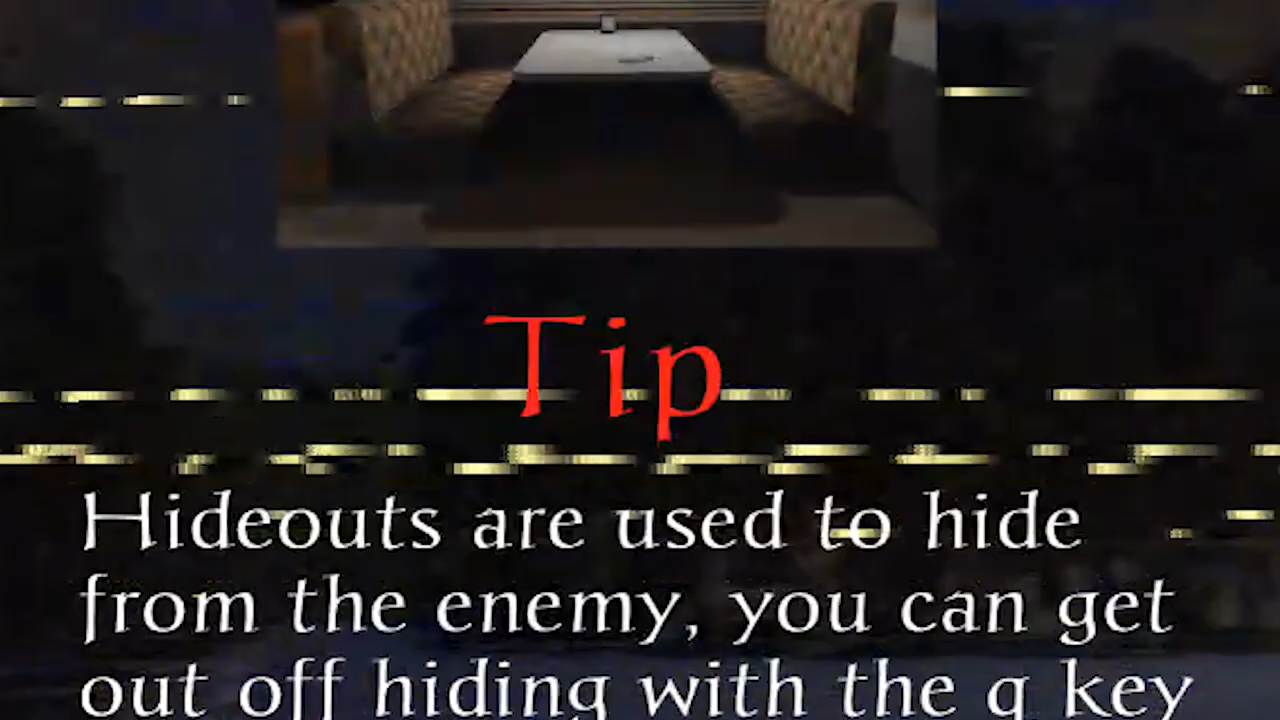 Tip
Hideouts are used to hide
from the enemy, you can get
out off hiding with the q key